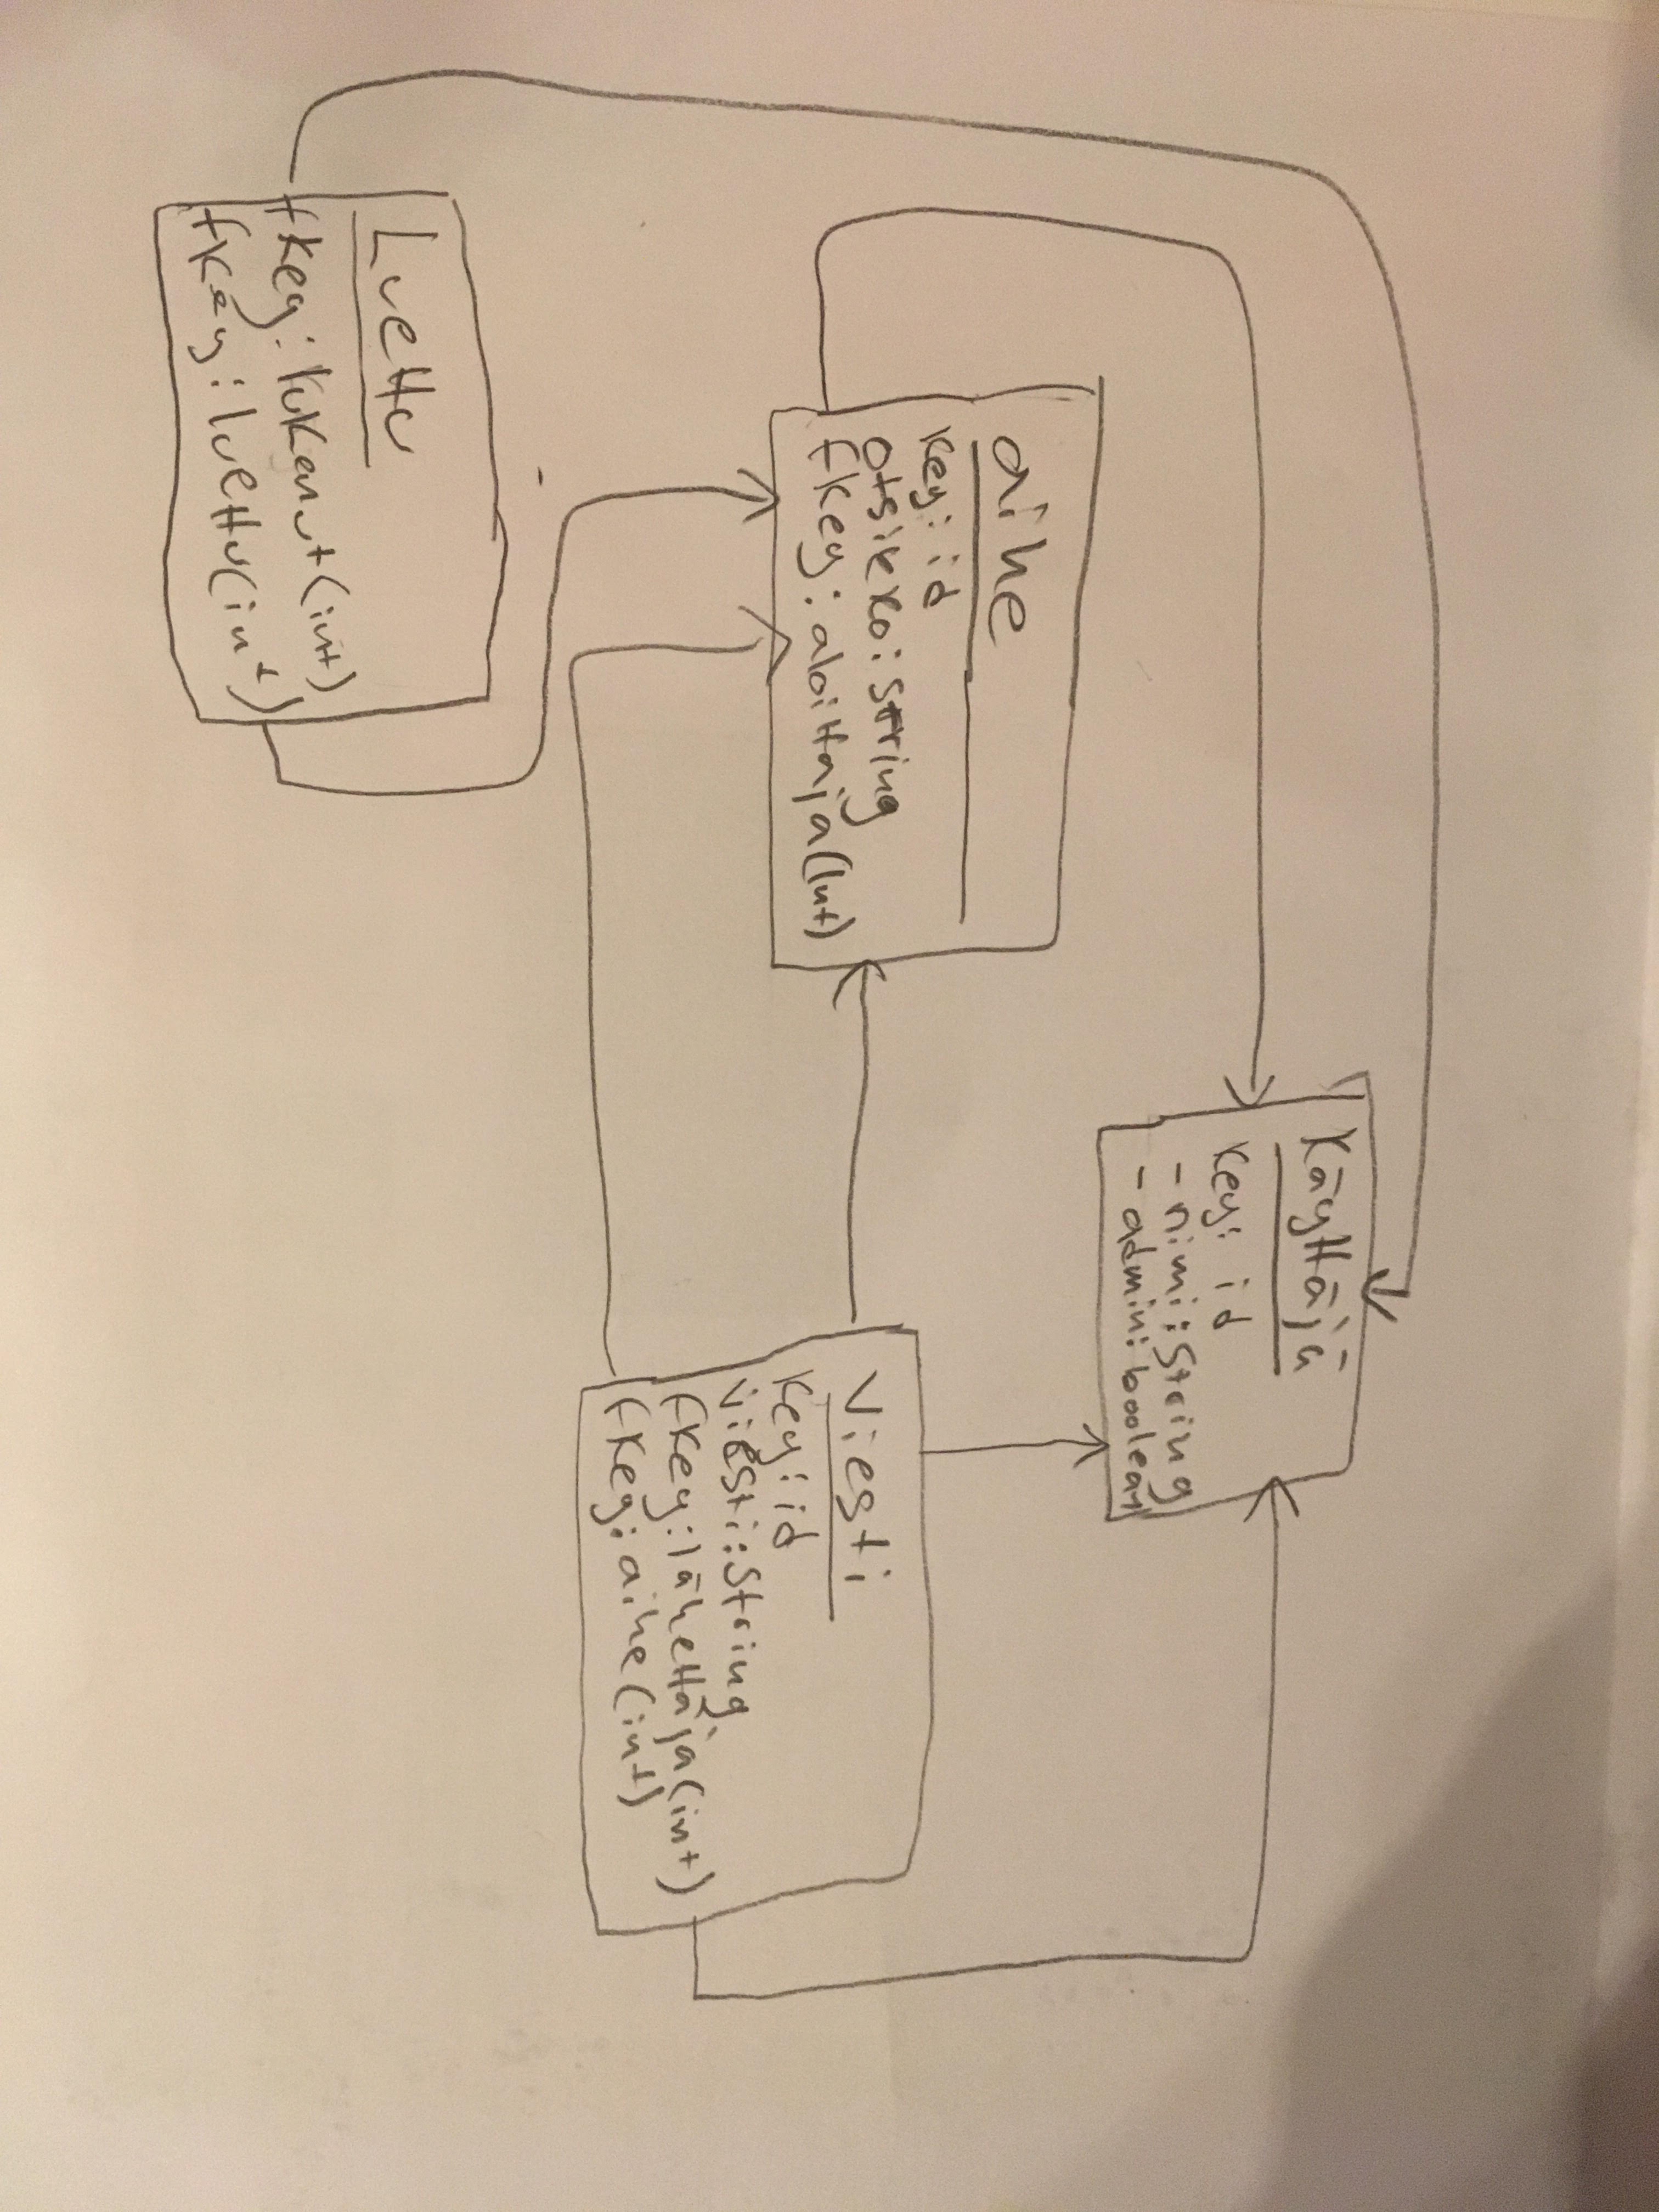 Käyttäjä
key: id
- nimi: String
- admin: boolean
aihe
key: id
otsikko: String
fkey: aloittaja(int)
Viesti
key: id
viesti: String
fkey: lähettäjä(int)
fkey: aihe(int)
Luettu
fkey: lukenut(int)
fkey: luettu(int)